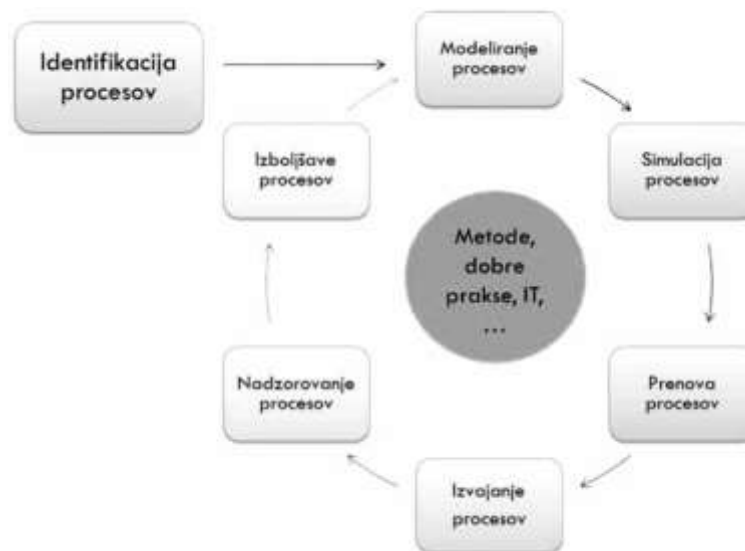 Identifikacija
procesov
Modeliranje
procesov
Simulacija
procesov
Prenova
procesov
Izvajanje
procesov
Nadzorovanje
procesov
Izboljšave
procesov
Metode,
dobre
prakse, IT,
...